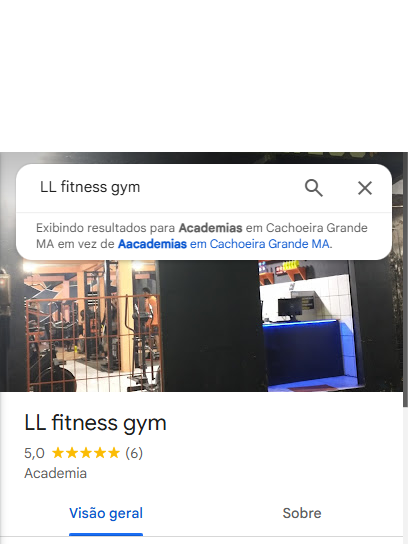 LL fitness gym
Exibindo resultados para Academias em Cachoeira Grande
MA em vez de Aacademias em Cachoeira Grande MA.
LL fitness gym
5,0 (6)
Academia
Visão geral
Sobre